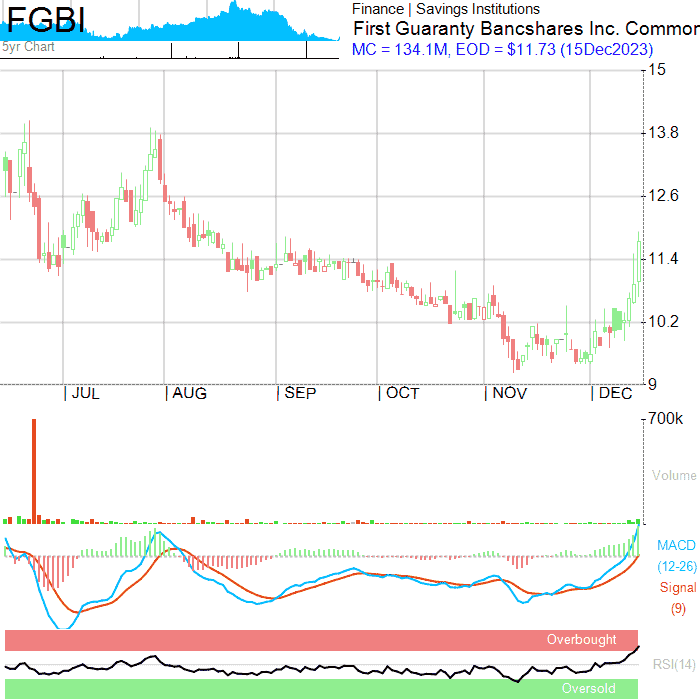 FGBI
5yr Chart
Finance | Savings Institutions
First Guaranty Bancshares Inc. Common
MC = 134.1M, EOD = $11.73 (15Dec2023)
15
13.8
12.6
11.4
10.2
9
JUL
AUG
SEP
OCT
NOV
DEC
700k
Volume
MACD
(12-26)
Signal
(9)
Overbought
RSI(14)
Oversold